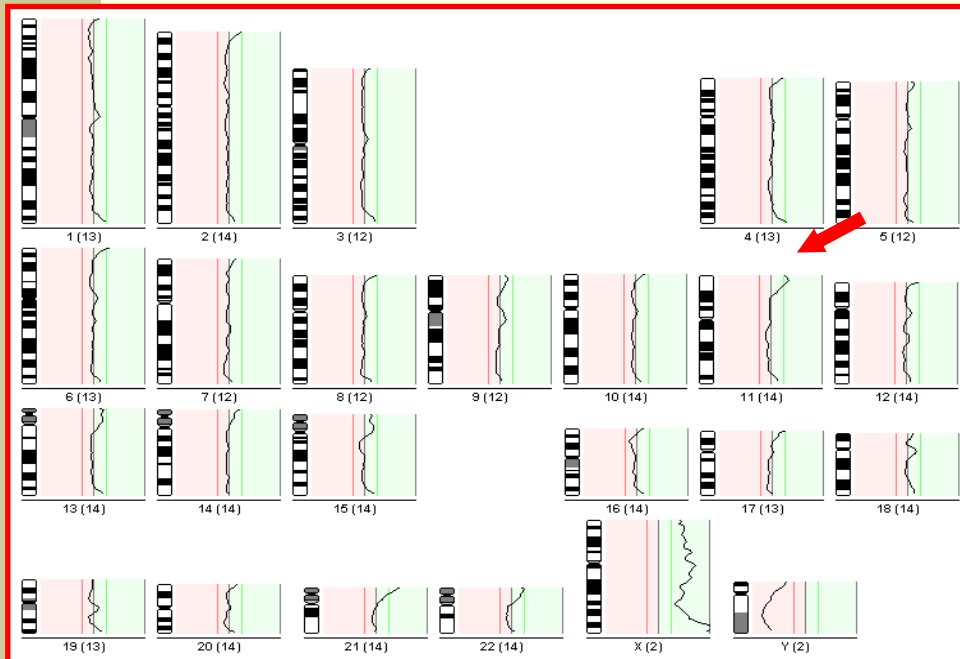 1 (13) 2 (14) 3 (12) 4 (13) 5 (12)
6 (13) 7 (12) 8 (12) 9 (12) 10 (14) 11 (14) 12 (14)
13 (14) 14 (14) 15 (14) 16 (14) 17 (13) 18 (14)
19 (13) 20 (14) 21 (14) 22 (14) X (2) Y (2)